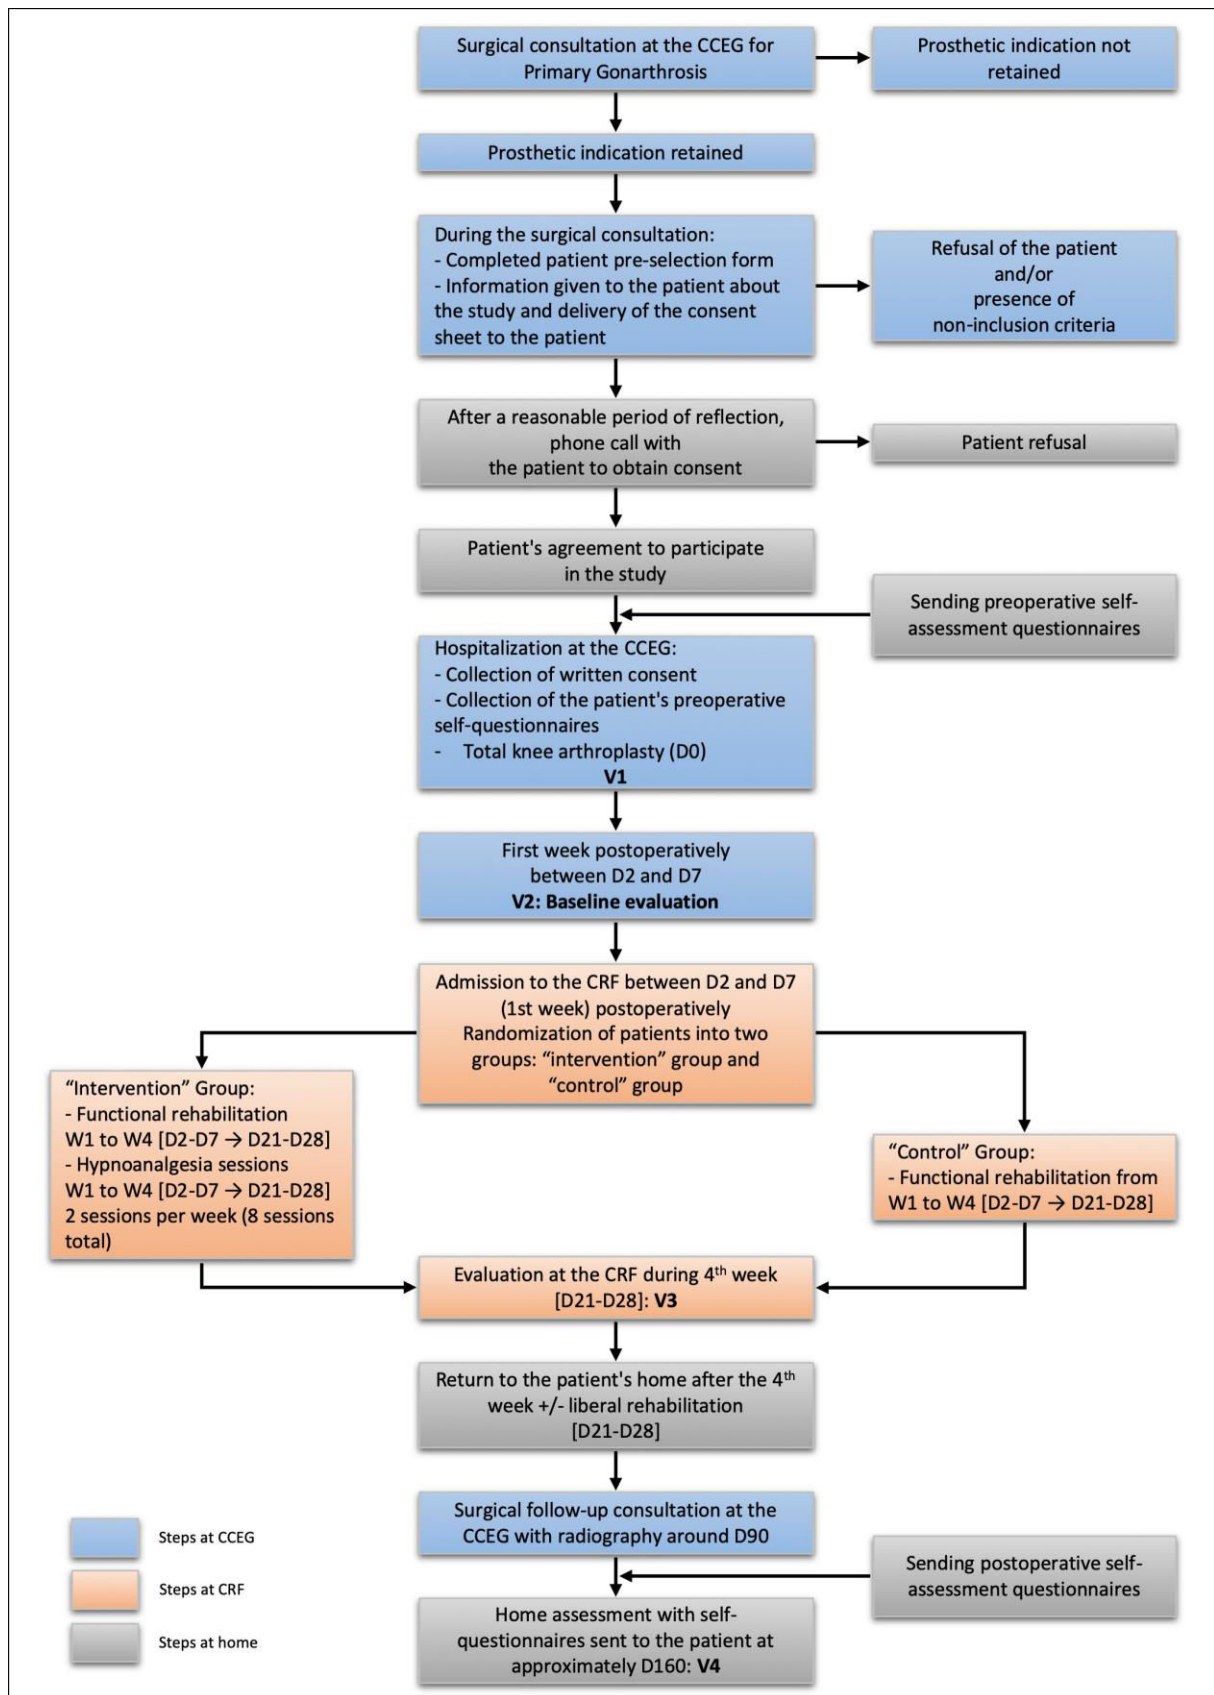 Surgical consultation at the CCEG for
Primary Gonarthrosis
Prosthetic indication not
retained
Prosthetic indication retained
During the surgical consultation:
- Completed patient pre-selection form
- Information given to the patient about
the study and delivery of the consent
sheet to the patient
Refusal of the patient
and/or
presence of
non-inclusion criteria
After a reasonable period of reflection,
phone call with
the patient to obtain consent
Patient refusal
Patient's agreement to participate
in the study
Sending preoperative self-
assessment questionnaires
Hospitalization at the CCEG:
- Collection of written consent
- Collection of the patient's preoperative
self-questionnaires
- Total knee arthroplasty (D0)
V1
First week postoperatively
between D2 and D7
V2: Baseline evaluation
Admission to the CRF between D2 and D7
(1st week) postoperatively
Randomization of patients into two
groups: “intervention” group and
“control” group
“Intervention” Group:
- Functional rehabilitation
W1 to W4 [D2-D7 → D21-D28]
- Hypnoanalgesia sessions
W1 to W4 [D2-D7 → D21-D28]
2 sessions per week (8 sessions
total)
“Control” Group:
- Functional rehabilitation from
W1 to W4 [D2-D7 → D21-D28]
Evaluation at the CRF during 4th week
[D21-D28]: V3
Return to the patient's home after the 4th
week +/- liberal rehabilitation
[D21-D28]
Surgical follow-up consultation at the
CCEG with radiography around D90
Sending postoperative self-
assessment questionnaires
Home assessment with self-
questionnaires sent to the patient at
approximately D160: V4
Steps at CCEG
Steps at CRF
Steps at home